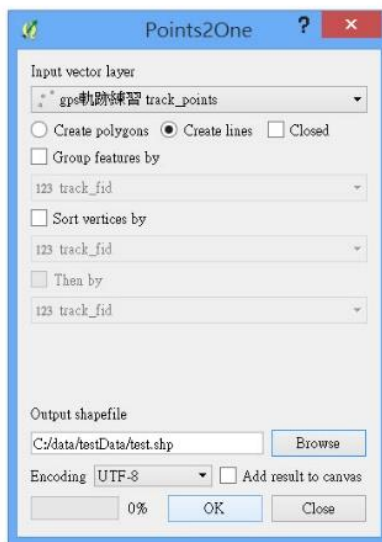 Points2One
?
×
Input vector layer
gps軌跡練習 track_points
Create polygons Create lines Closed
Group features by
123 track_fid
Sort vertices by
123 track_fid
Then by
123 track_fid
Output shapefile
C:/data/testData/test.shp Browse
Encoding UTF-8 Add result to canvas
0% OK Close